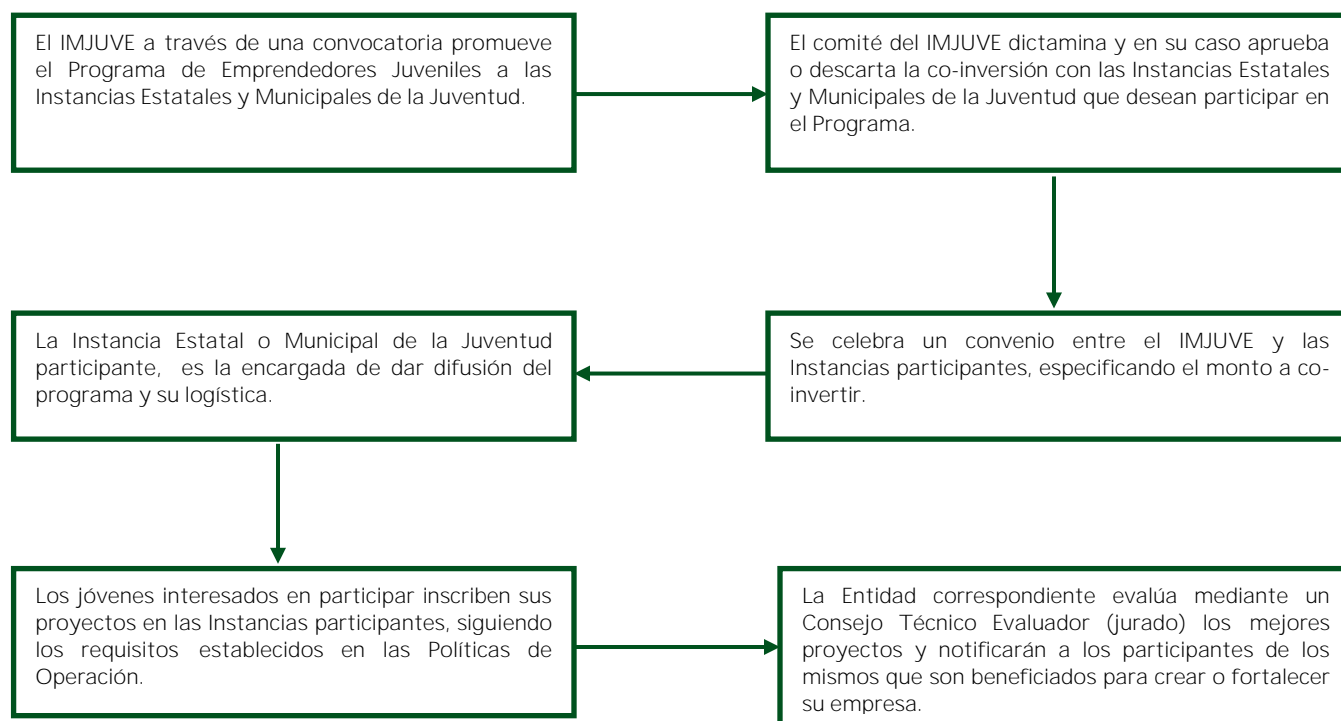 El IMJUVE a través de una convocatoria promueve
el Programa de Emprendedores Juveniles a las
Instancias Estatales y Municipales de la Juventud.
El comité del IMJUVE dictamina y en su caso aprueba
o descarta la co-inversión con las Instancias Estatales
y Municipales de la Juventud que desean participar en
el Programa.
Se celebra un convenio entre el IMJUVE y las
Instancias participantes, especificando el monto a co-
invertir.
La Instancia Estatal o Municipal de la Juventud
participante, es la encargada de dar difusión del
programa y su logística.
Los jóvenes interesados en participar inscriben sus
proyectos en las Instancias participantes, siguiendo
los requisitos establecidos en las Políticas de
Operación.
La Entidad correspondiente evalúa mediante un
Consejo Técnico Evaluador (jurado) los mejores
proyectos y notificarán a los participantes de los
mismos que son beneficiados para crear o fortalecer
su empresa.